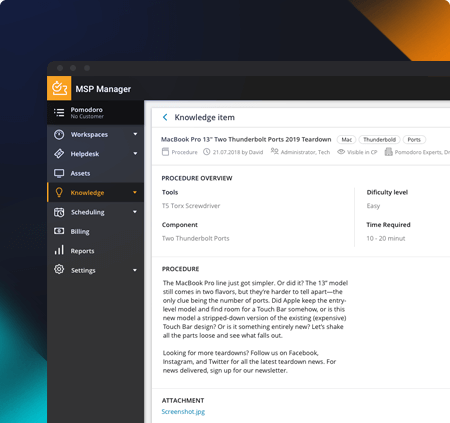 MSP Manager
Pomodoro
No Customer
Workspaces
Helpdesk
Assets
Knowledge
Scheduling
Billing
Reports
Settings
Knowledge item
MacBook Pro 13" Two Thunderbolt Ports 2019 Teardown Mac Thunderbold Ports
Procedure 21.07.2018 by David Administrator, Tech Visible in CP Pomodoro Experts, Dr
PROCEDURE OVERVIEW
Tools
T5 Torx Screwdriver
Dificulty level
Easy
Component
Two Thunderbolt Ports
Time Required
10 - 20 minut
PROCEDURE
The MacBook Pro line just got simpler. Or did it? The 13” model
still comes in two flavors, but they’re harder to tell apart—the
only clue being the number of ports. Did Apple keep the entry-
level model and find room for a Touch Bar somehow, or is this
new model a stripped-down version of the existing (expensive)
Touch Bar design? Or is it something entirely new? Let’s shake
all the parts loose and see what falls out.
Looking for more teardowns? Follow us on Facebook,
Instagram, and Twitter for all the latest teardown news. For
news delivered, sign up for our newsletter.
ATTACHMENT
Screenshot.jpg